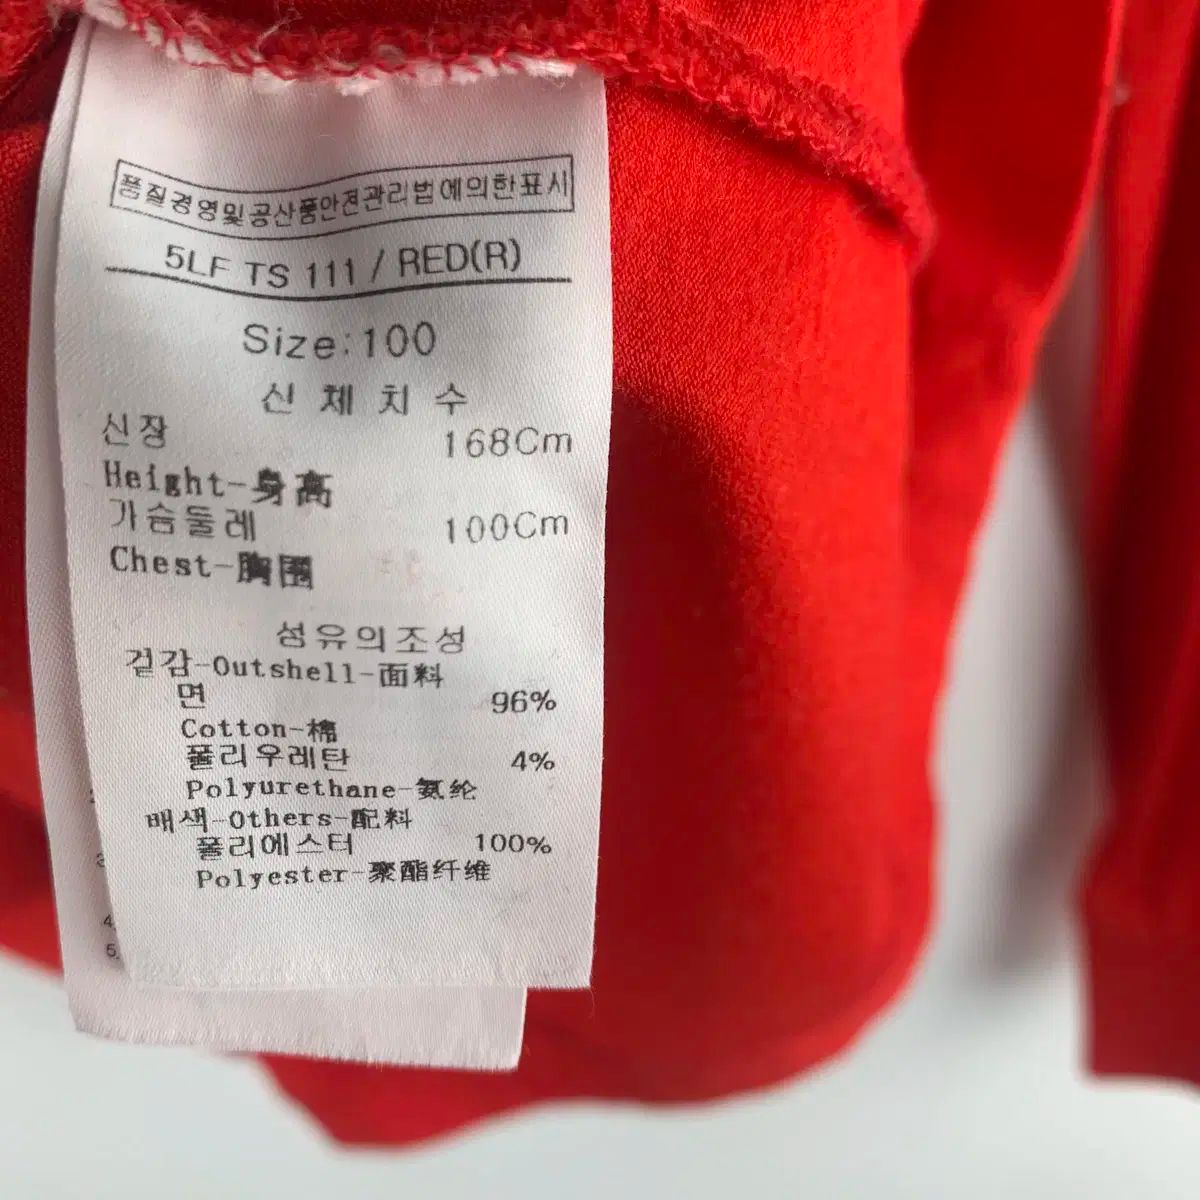 품질경영및공산품안전관리법에의한표시
5LF TS 111 / RED(R)
Size:100
신 체 치 수
신장 168Cm
Height-身高
가슴둘레 100Cm
Chest-胸围
섬유의조성
겉감-Outshell-面料
면 96%
Cotton-棉
폴리우레탄 4%
Polyurethane-氨纶
배색-Others-配料
폴리에스터 100%
Polyester-聚酯纤维
4.
5.